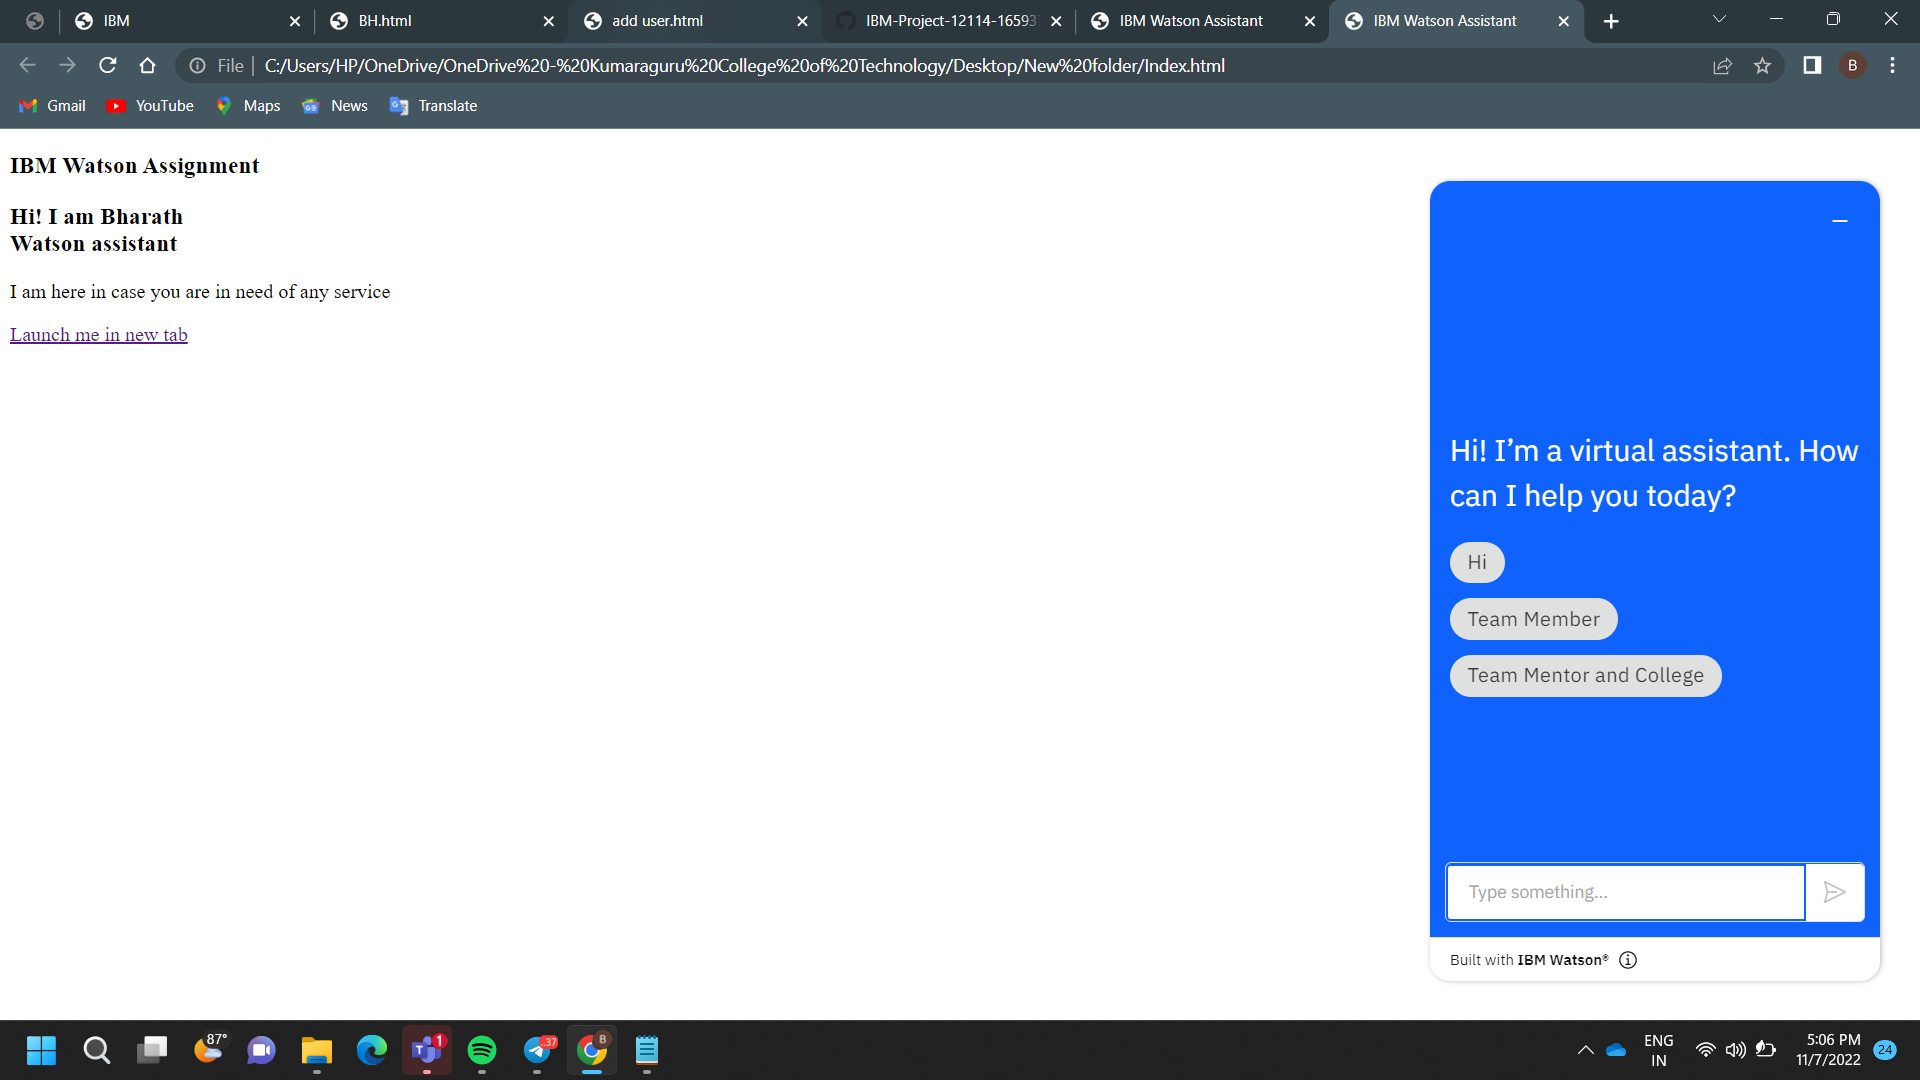 IBM
BH.html
add user.html
IBM-Project-12114-16593
IBM Watson Assistant
IBM Watson Assistant
File
C:/Users/HP/OneDrive/OneDrive%20-%20Kumaraguru%20College%20of%20Technology/Desktop/New%20folder/Index.html
B
Gmail
YouTube
Maps
News
Translate
IBM Watson Assignment
Hi! I am Bharath
Watson assistant
I am here in case you are in need of any service
Launch me in new tab
Hi! I’m a virtual assistant. How
can I help you today?
Hi
Team Member
Team Mentor and College
Type something...
Built with IBM Watson®
87°
1
..37
B
ENG
IN
5:06 PM
11/7/2022
24